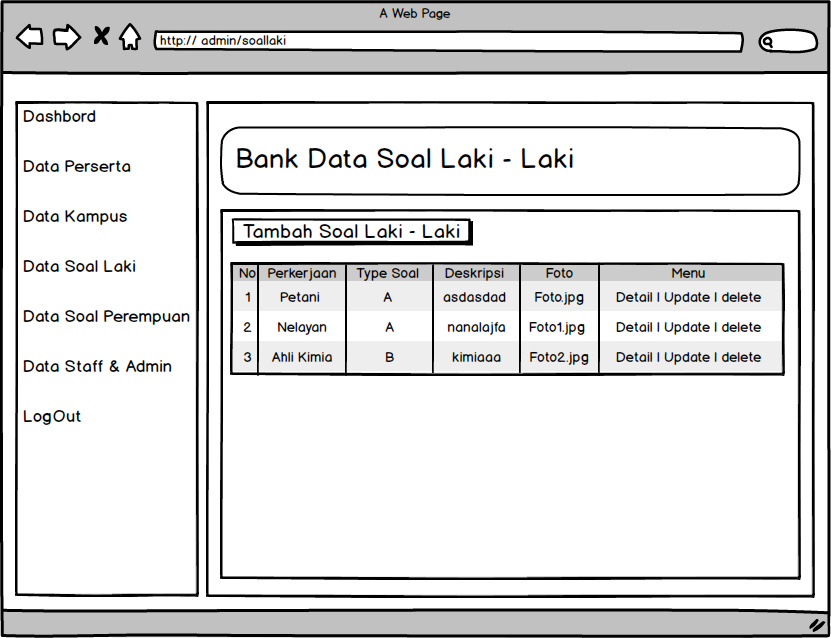 A Web Page
http:// admin/soallaki
Dashbord
Data Perserta
Data Kampus
Data Soal Laki
Data Soal Perempuan
Data Staff & Admin
LogOut
Bank Data Soal Laki - Laki
Tambah Soal Laki - Laki
No Perkerjaan Type Soal Deskripsi Foto Menu
1 Petani A asdasdad Foto.jpg Detail | Update | delete
2 Nelayan A nanalajfa Foto1.jpg Detail | Update | delete
3 Ahli Kimia B kimiaaa Foto2.jpg Detail | Update | delete